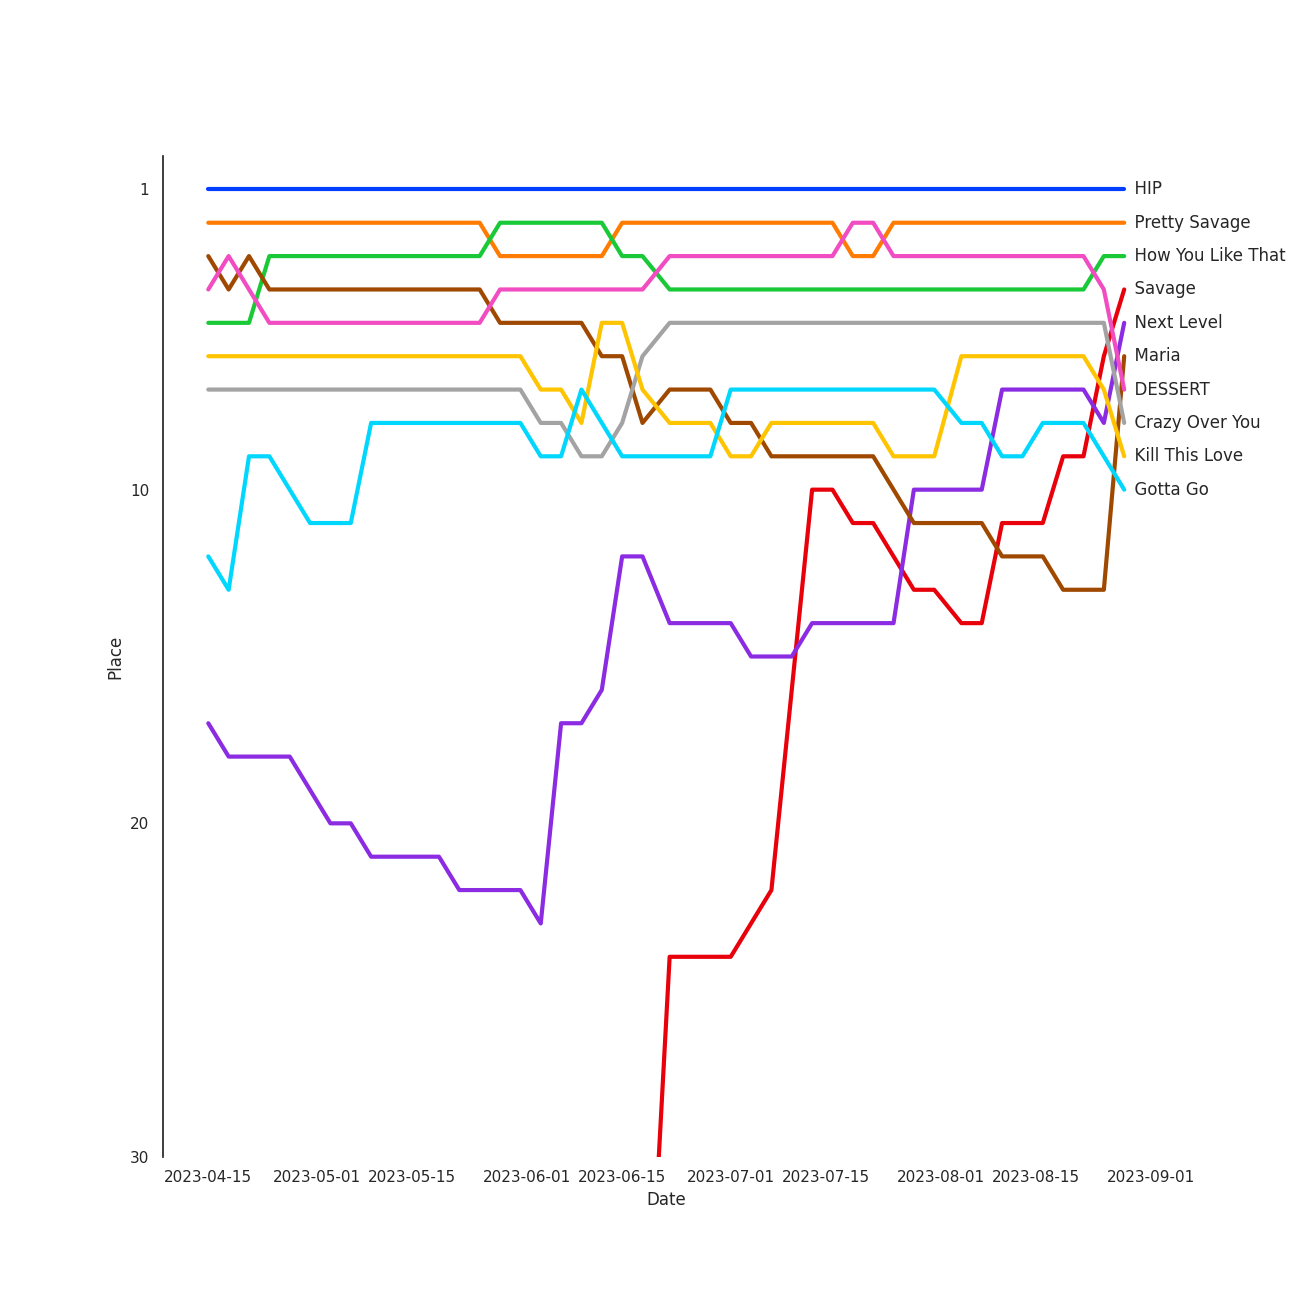 1
10
20
30
Place
HIP
Pretty Savage
How You Like That
Savage
Next Level
Maria
DESSERT
Crazy Over You
Kill This Love
Gotta Go
2023-04-15 2023-05-01 2023-05-15 2023-06-01 2023-06-15 2023-07-01 2023-07-15 2023-08-01 2023-08-15 2023-09-01
Date